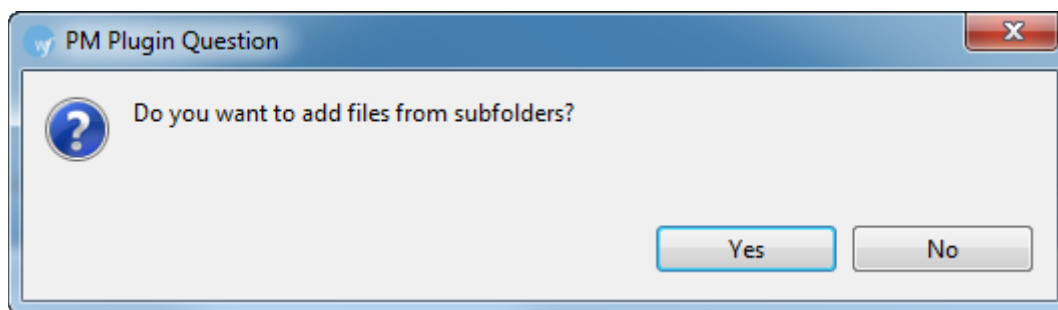 PM Plugin Question
Do you want to add files from subfolders?
Yes
No